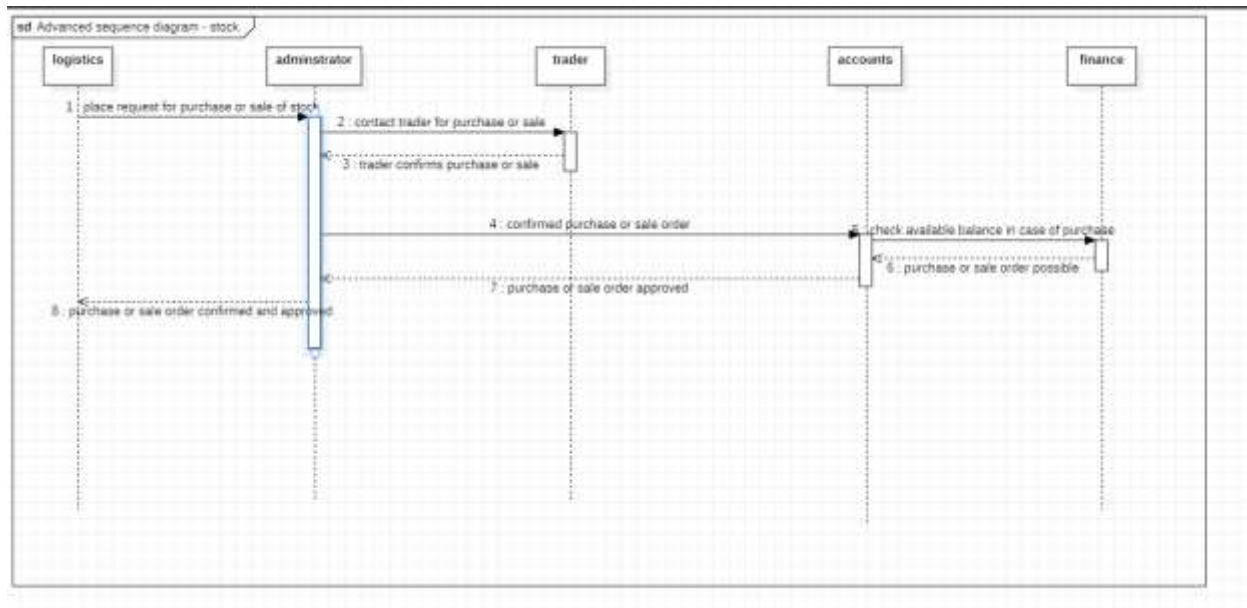 sd Advanced sequence diagram - stock
logistics
adminstrator
trader
accounts
finance
1 : place request for purchase or sale of stock
2 : contact trader for purchase or sale
3 : trader confirms purchase or sale
4 : confirmed purchase or sale order
5 : check available balance in case of purchase
6 : purchase or sale order possible
7 : purchase or sale order approved
8 : purchase or sale order confirmed and approved